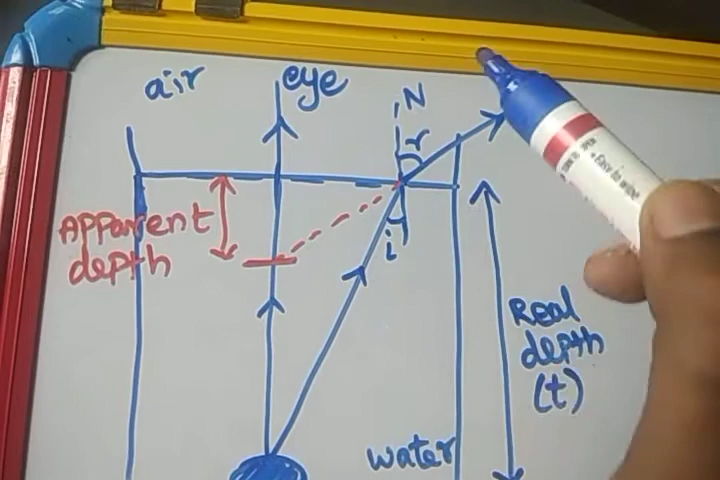 air
eye
N
r
i
Apparent
depth
Real
depth
(t)
water